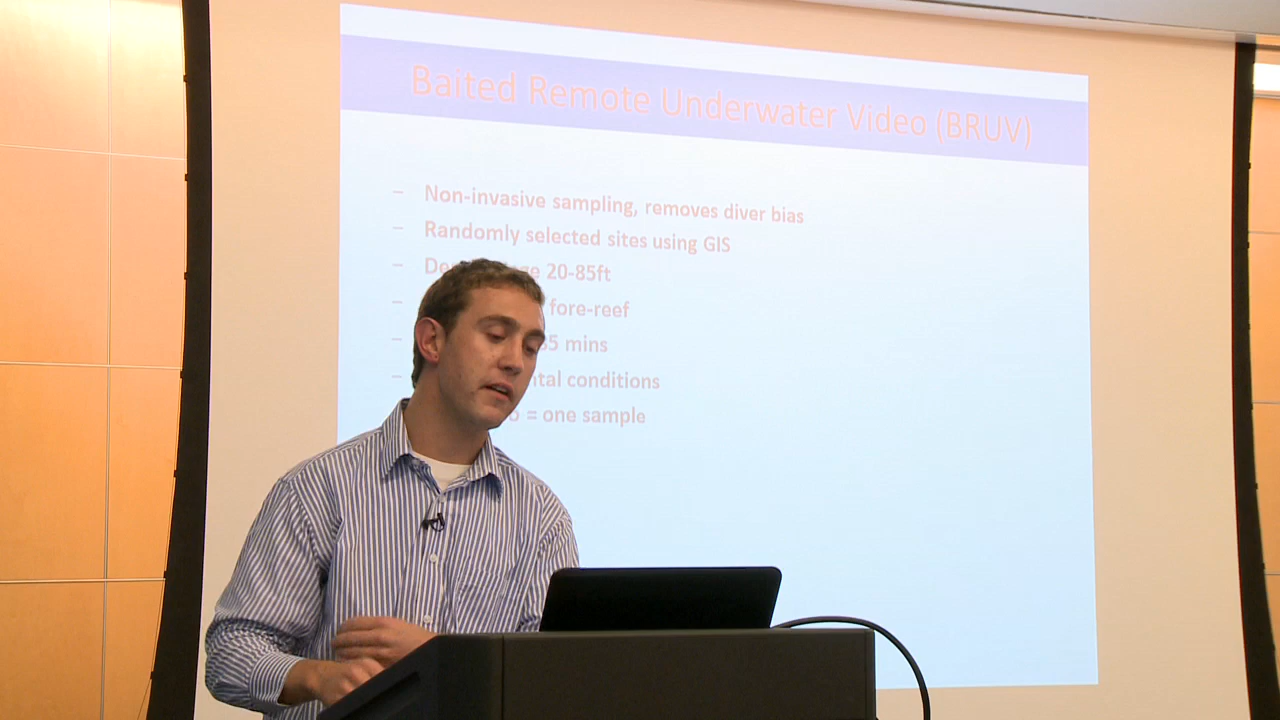 Baited Remote Underwater Video (BRUV)
– Non-invasive sampling, removes diver bias
– Randomly selected sites using GIS
– 20-85ft
– fore-reef
– mins
– conditions
– = one sample